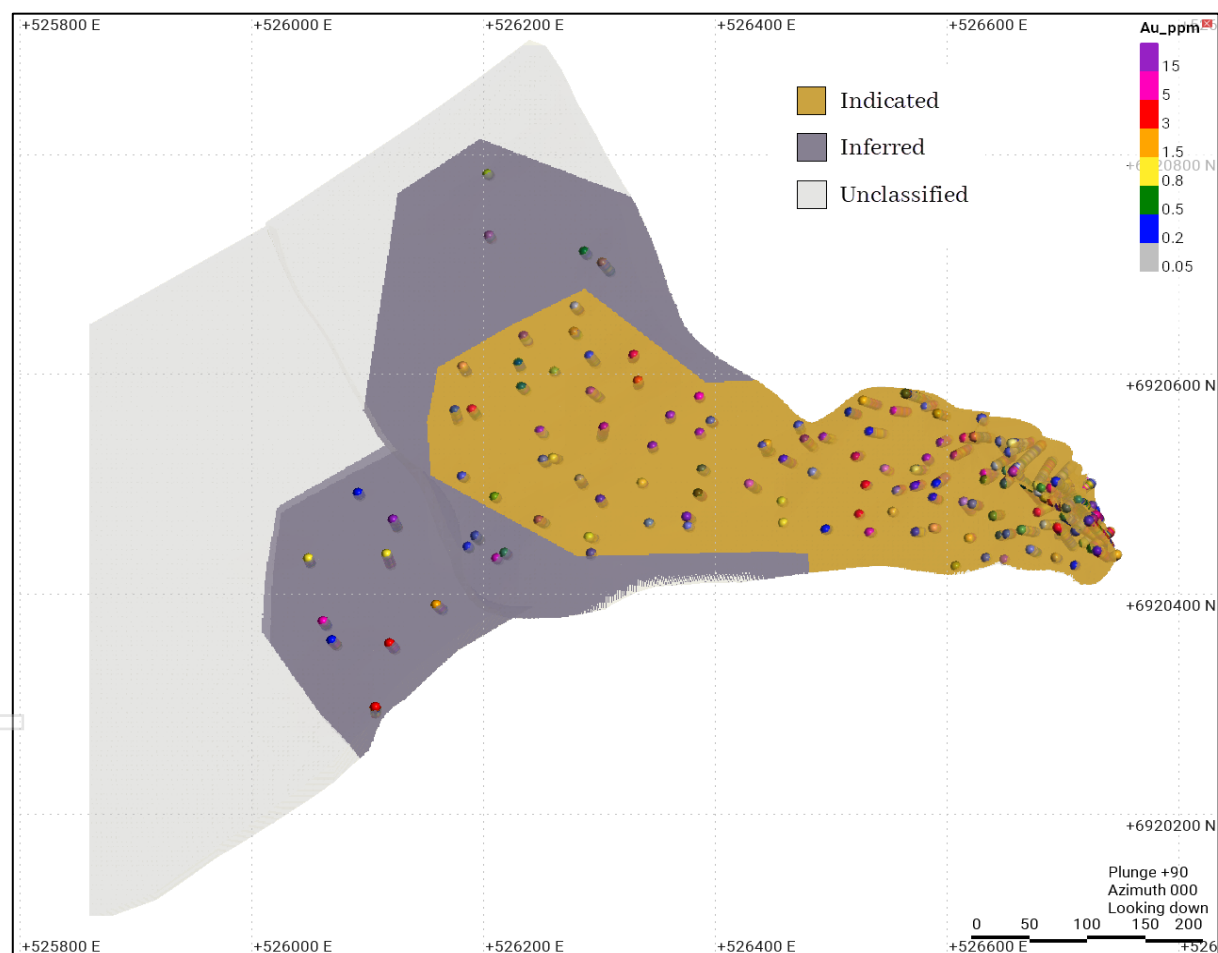 +525800 E +526000 E +526200 E +526400 E +526600 E
Au_ppm
15
5
3
1.5
0.8
0.5
0.2
0.05
Indicated
Inferred
Unclassified
+6920800 N
+6920600 N
+6920400 N
+6920200 N
Plunge +90
Azimuth 000
Looking down
0 50 100 150 200
+525800 E +526000 E +526200 E +526400 E +526600 E +526